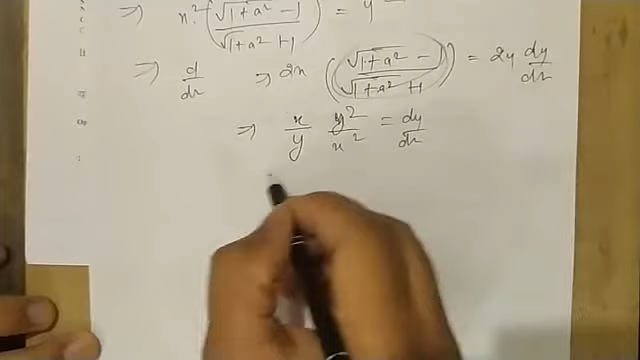 ⇒ x² (√1+a² − 1 / √1+a² + 1) = y
⇒ d/dx ⇒ 2x (√1+a² − 1 / √1+a² + 1) = 2y dy/dx
⇒ x/y y²/x² = dy/dx